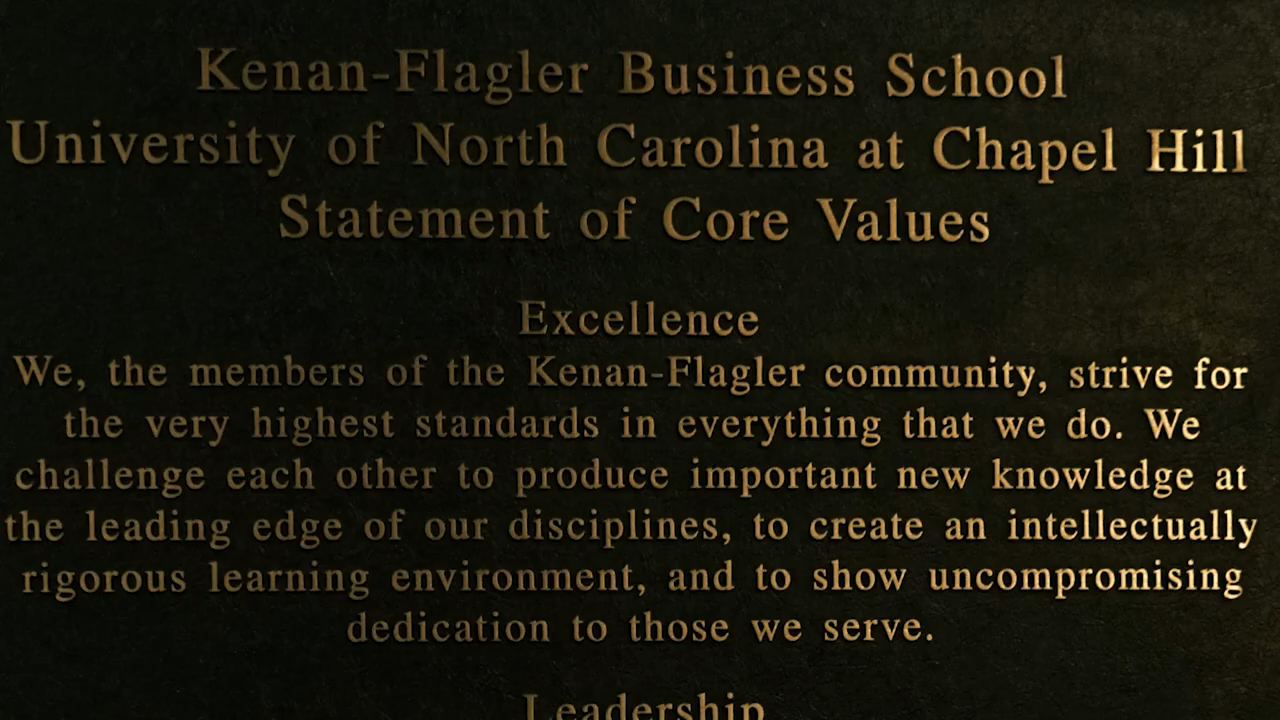 Kenan-Flagler Business School
University of North Carolina at Chapel Hill
Statement of Core Values
Excellence
We, the members of the Kenan-Flagler community, strive for
the very highest standards in everything that we do. We
challenge each other to produce important new knowledge at
the leading edge of our disciplines, to create an intellectually
rigorous learning environment, and to show uncompromising
dedication to those we serve.
Leadership